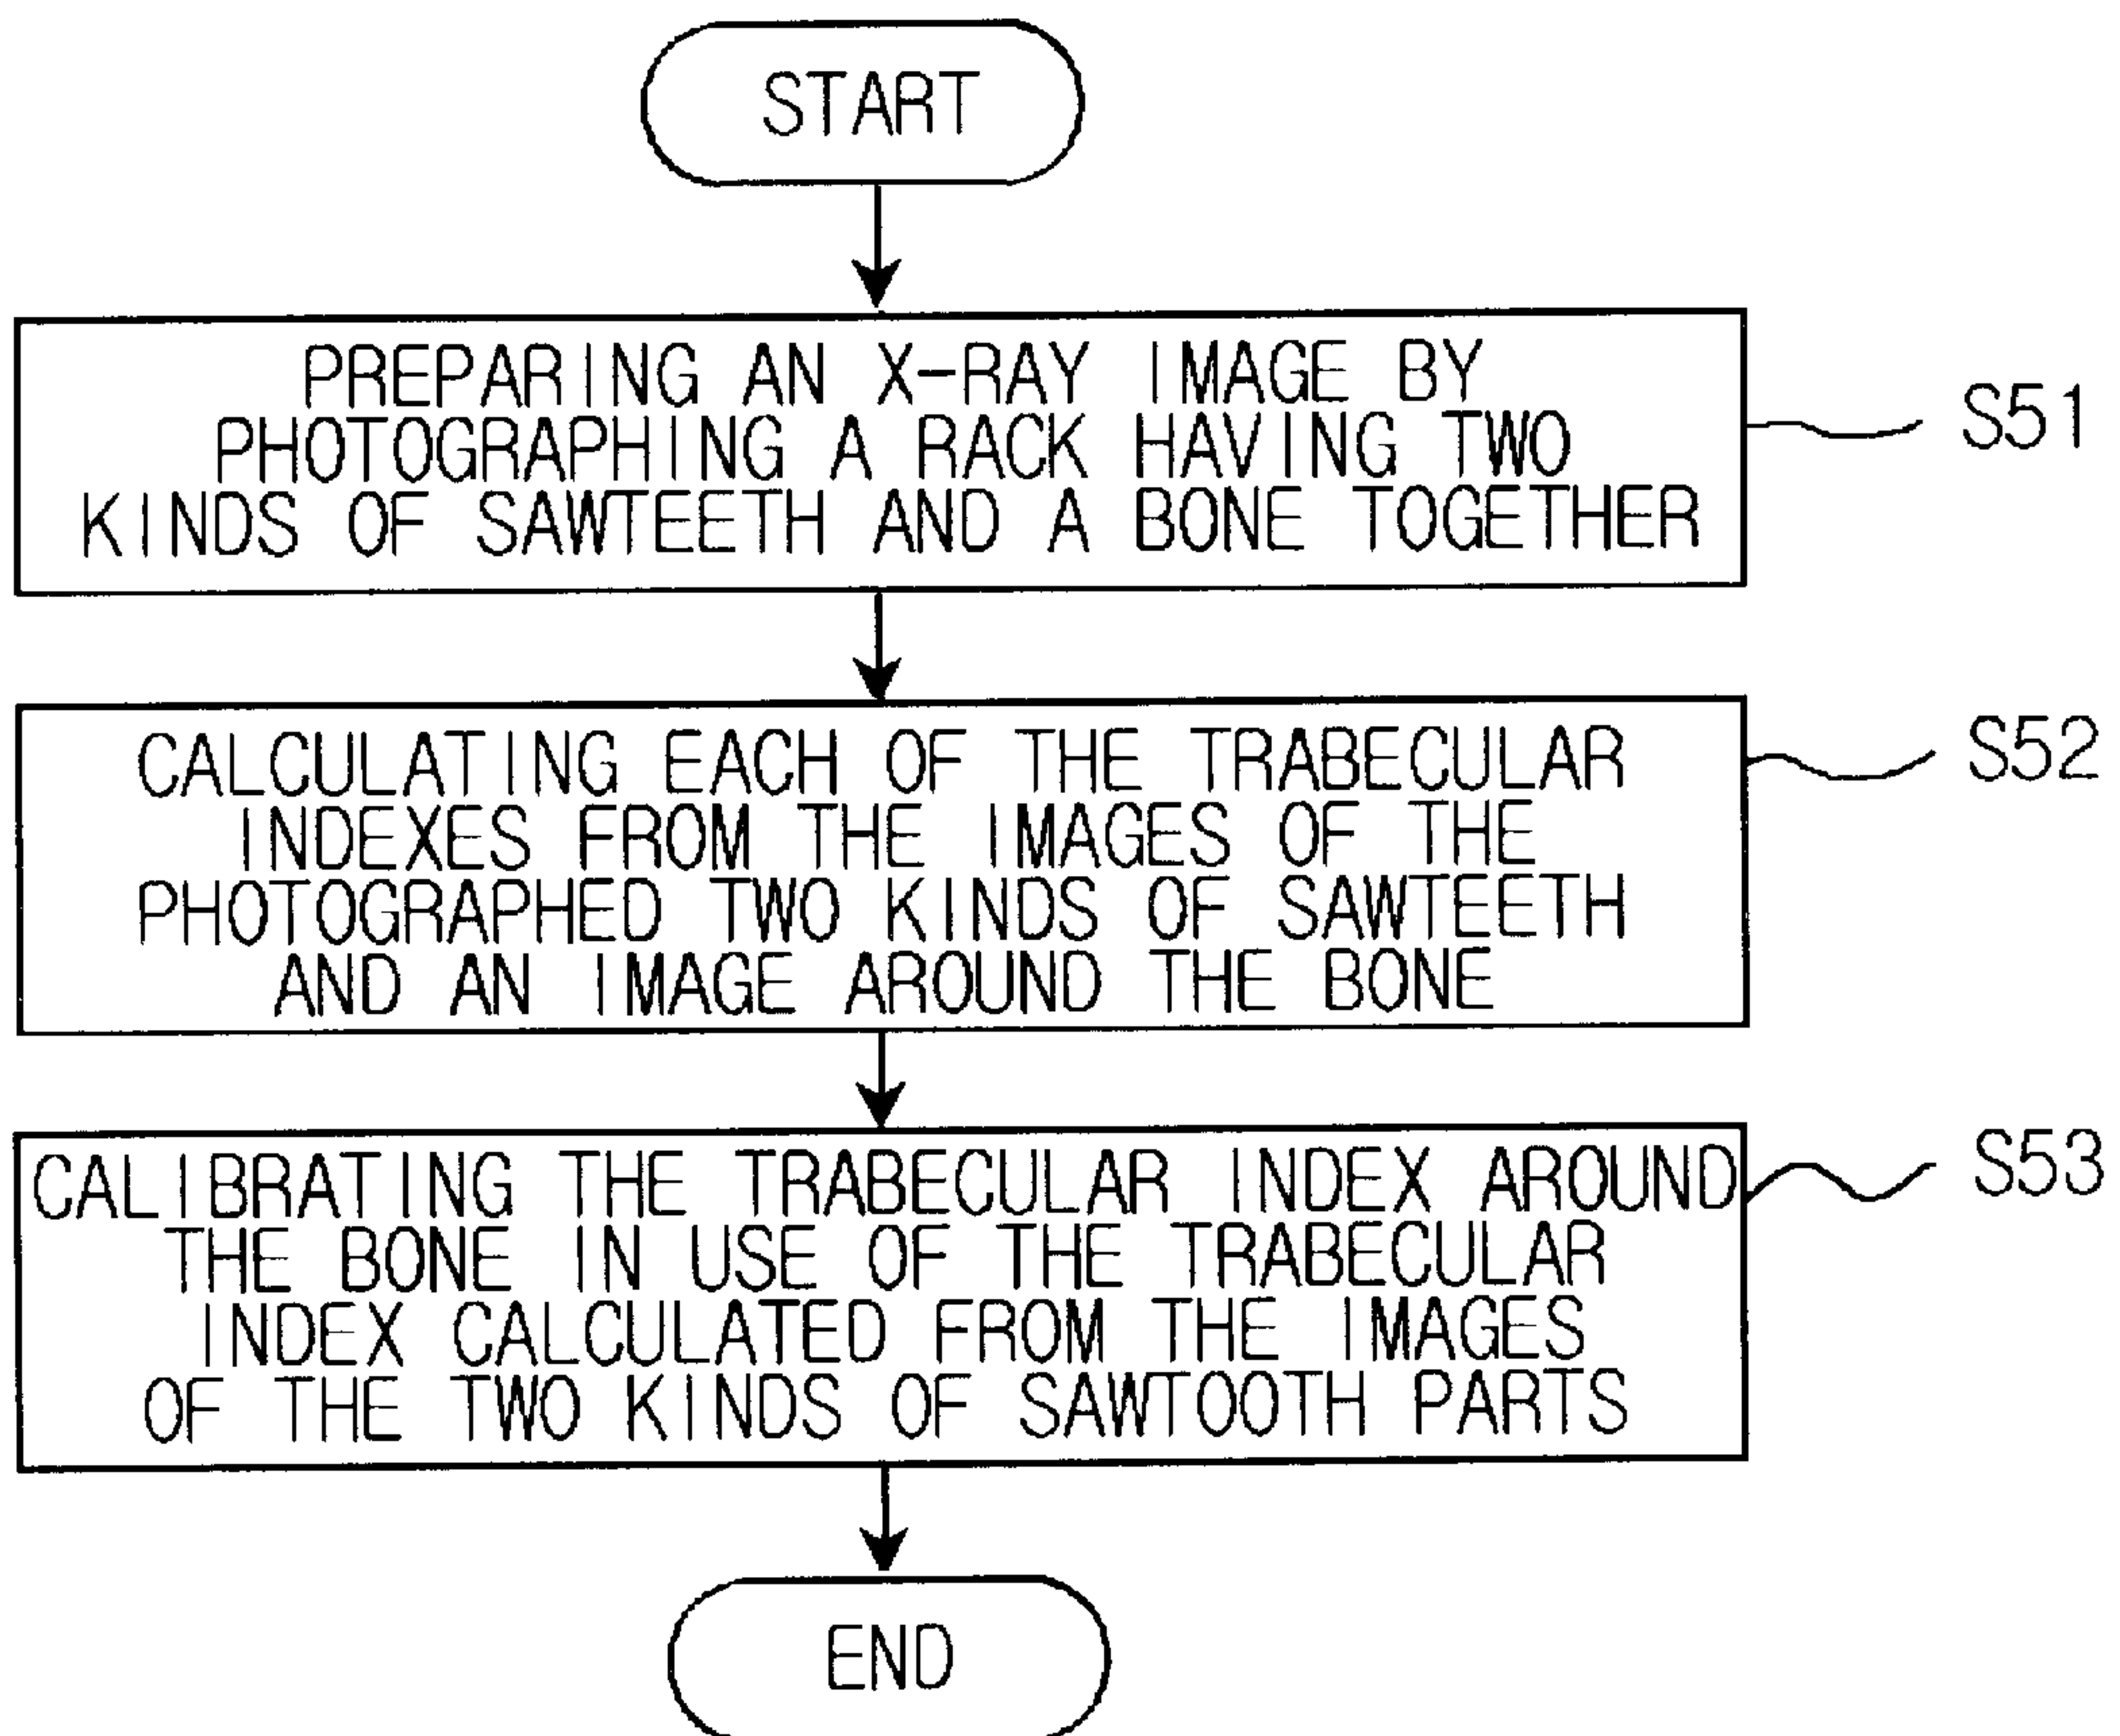 START
PREPARING AN X-RAY IMAGE BY
PHOTOGRAPHING A RACK HAVING TWO
KINDS OF SAWTEETH AND A BONE TOGETHER
S51
CALCULATING EACH OF THE TRABECULAR
INDEXES FROM THE IMAGES OF THE
PHOTOGRAPHED TWO KINDS OF SAWTEETH
AND AN IMAGE AROUND THE BONE
S52
CALIBRATING THE TRABECULAR INDEX AROUND
THE BONE IN USE OF THE TRABECULAR
INDEX CALCULATED FROM THE IMAGES
OF THE TWO KINDS OF SAWTOOTH PARTS
S53
END